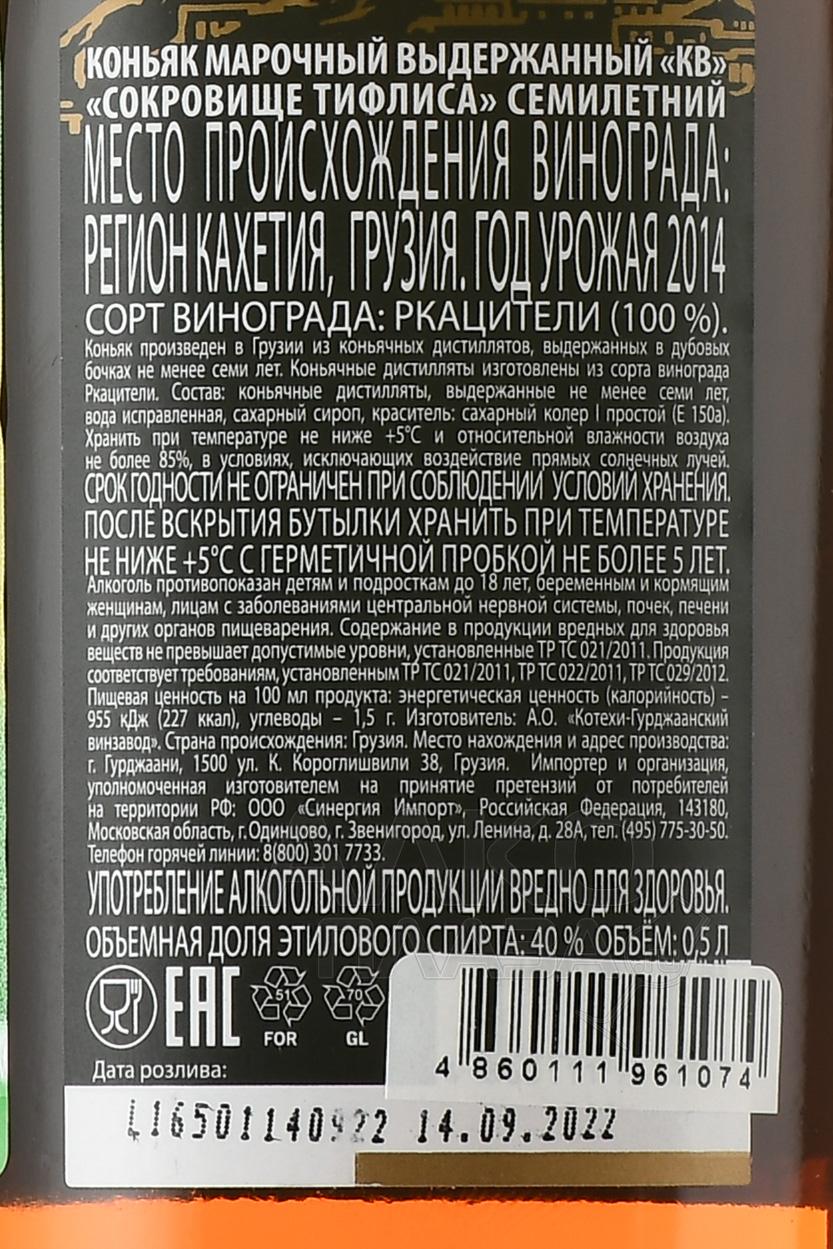 КОНЬЯК МАРОЧНЫЙ ВЫДЕРЖАННЫЙ «КВ»
«СОКРОВИЩЕ ТИФЛИСА» СЕМИЛЕТНИЙ
МЕСТО ПРОИСХОЖДЕНИЯ ВИНОГРАДА:
РЕГИОН КАХЕТИЯ, ГРУЗИЯ. ГОД УРОЖАЯ 2014
СОРТ ВИНОГРАДА: РКАЦИТЕЛИ (100 %).
Коньяк произведен в Грузии из коньячных дистиллятов, выдержанных в дубовых
бочках не менее семи лет. Коньячные дистилляты изготовлены из сорта винограда
Ркацители. Состав: коньячные дистилляты, выдержанные не менее семи лет,
вода исправленная, сахарный сироп, краситель: сахарный колер I простой (Е 150а).
Хранить при температуре не ниже +5°С и относительной влажности воздуха
не более 85%, в условиях, исключающих воздействие прямых солнечных лучей.
СРОК ГОДНОСТИ НЕ ОГРАНИЧЕН ПРИ СОБЛЮДЕНИИ УСЛОВИЙ ХРАНЕНИЯ.
ПОСЛЕ ВСКРЫТИЯ БУТЫЛКИ ХРАНИТЬ ПРИ ТЕМПЕРАТУРЕ
НЕ НИЖЕ +5°С С ГЕРМЕТИЧНОЙ ПРОБКОЙ НЕ БОЛЕЕ 5 ЛЕТ.
Алкоголь противопоказан детям и подросткам до 18 лет, беременным и кормящим
женщинам, лицам с заболеваниями центральной нервной системы, почек, печени
и других органов пищеварения. Содержание в продукции вредных для здоровья
веществ не превышает допустимые уровни, установленные ТР ТС 021/2011. Продукция
соответствует требованиям, установленным ТР ТС 021/2011, ТР ТС 022/2011, ТР ТС 029/2012.
Пищевая ценность на 100 мл продукта: энергетическая ценность (калорийность) –
955 кДж (227 ккал), углеводы – 1,5 г. Изготовитель: А.О. «Котехи-Гурджаанский
винзавод». Страна происхождения: Грузия. Место нахождения и адрес производства:
г. Гурджаани, 1500 ул. К. Короглишвили 38, Грузия. Импортер и организация,
уполномоченная изготовителем на принятие претензий от потребителей
на территории РФ: ООО «Синергия Импорт», Российская Федерация, 143180,
Московская область, г.Одинцово, г. Звенигород, ул. Ленина, д. 28А, тел. (495) 775-30-50.
Телефон горячей линии: 8(800) 301 7733.
УПОТРЕБЛЕНИЕ АЛКОГОЛЬНОЙ ПРОДУКЦИИ ВРЕДНО ДЛЯ ЗДОРОВЬЯ.
ОБЪЕМНАЯ ДОЛЯ ЭТИЛОВОГО СПИРТА: 40 % ОБЪЁМ: 0,5 Л
EAC 51 FOR 70 GL
4 860111 961074
Дата розлива:
L16501140922 14.09.2022